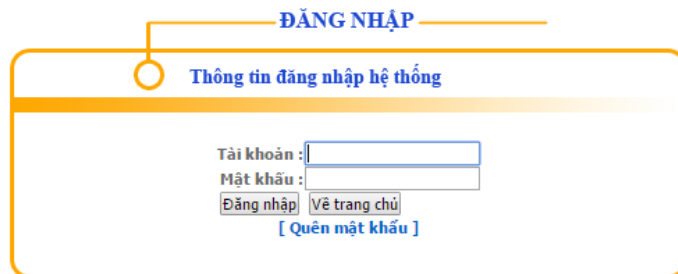 ĐĂNG NHẬP
Thông tin đăng nhập hệ thống
Tài khoản :
Mật khẩu :
Đăng nhập Về trang chủ
[ Quên mật khẩu ]